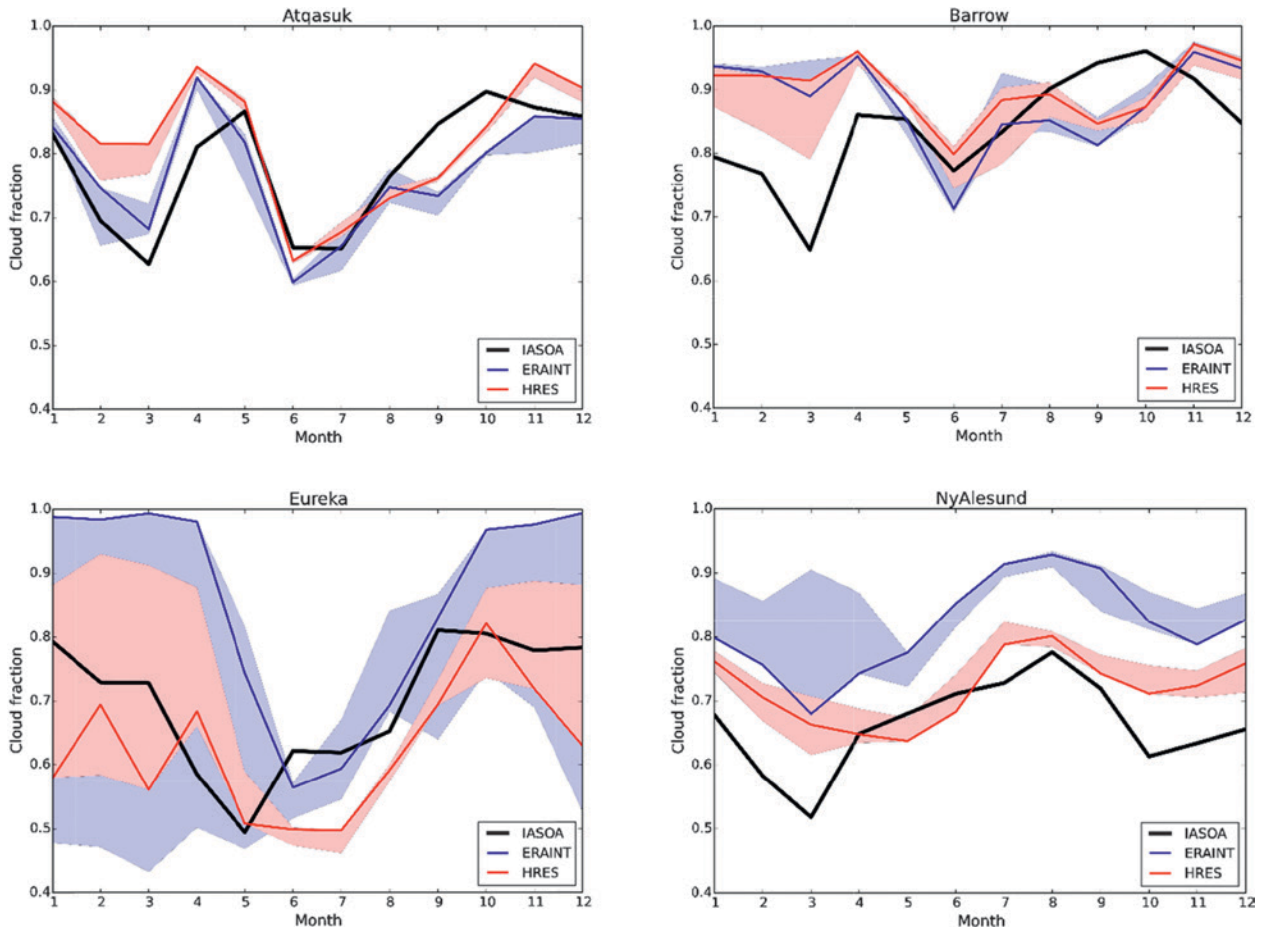 Atqasuk
1.0
0.9
0.8
0.7
0.6
0.5
0.4
Cloud fraction
1 2 3 4 5 6 7 8 9 10 11 12
Month
IASOA
ERAINT
HRES
Barrow
1.0
0.9
0.8
0.7
0.6
0.5
0.4
Cloud fraction
1 2 3 4 5 6 7 8 9 10 11 12
Month
IASOA
ERAINT
HRES
Eureka
1.0
0.9
0.8
0.7
0.6
0.5
0.4
Cloud fraction
1 2 3 4 5 6 7 8 9 10 11 12
Month
IASOA
ERAINT
HRES
NyAlesund
1.0
0.9
0.8
0.7
0.6
0.5
0.4
Cloud fraction
1 2 3 4 5 6 7 8 9 10 11 12
Month
IASOA
ERAINT
HRES